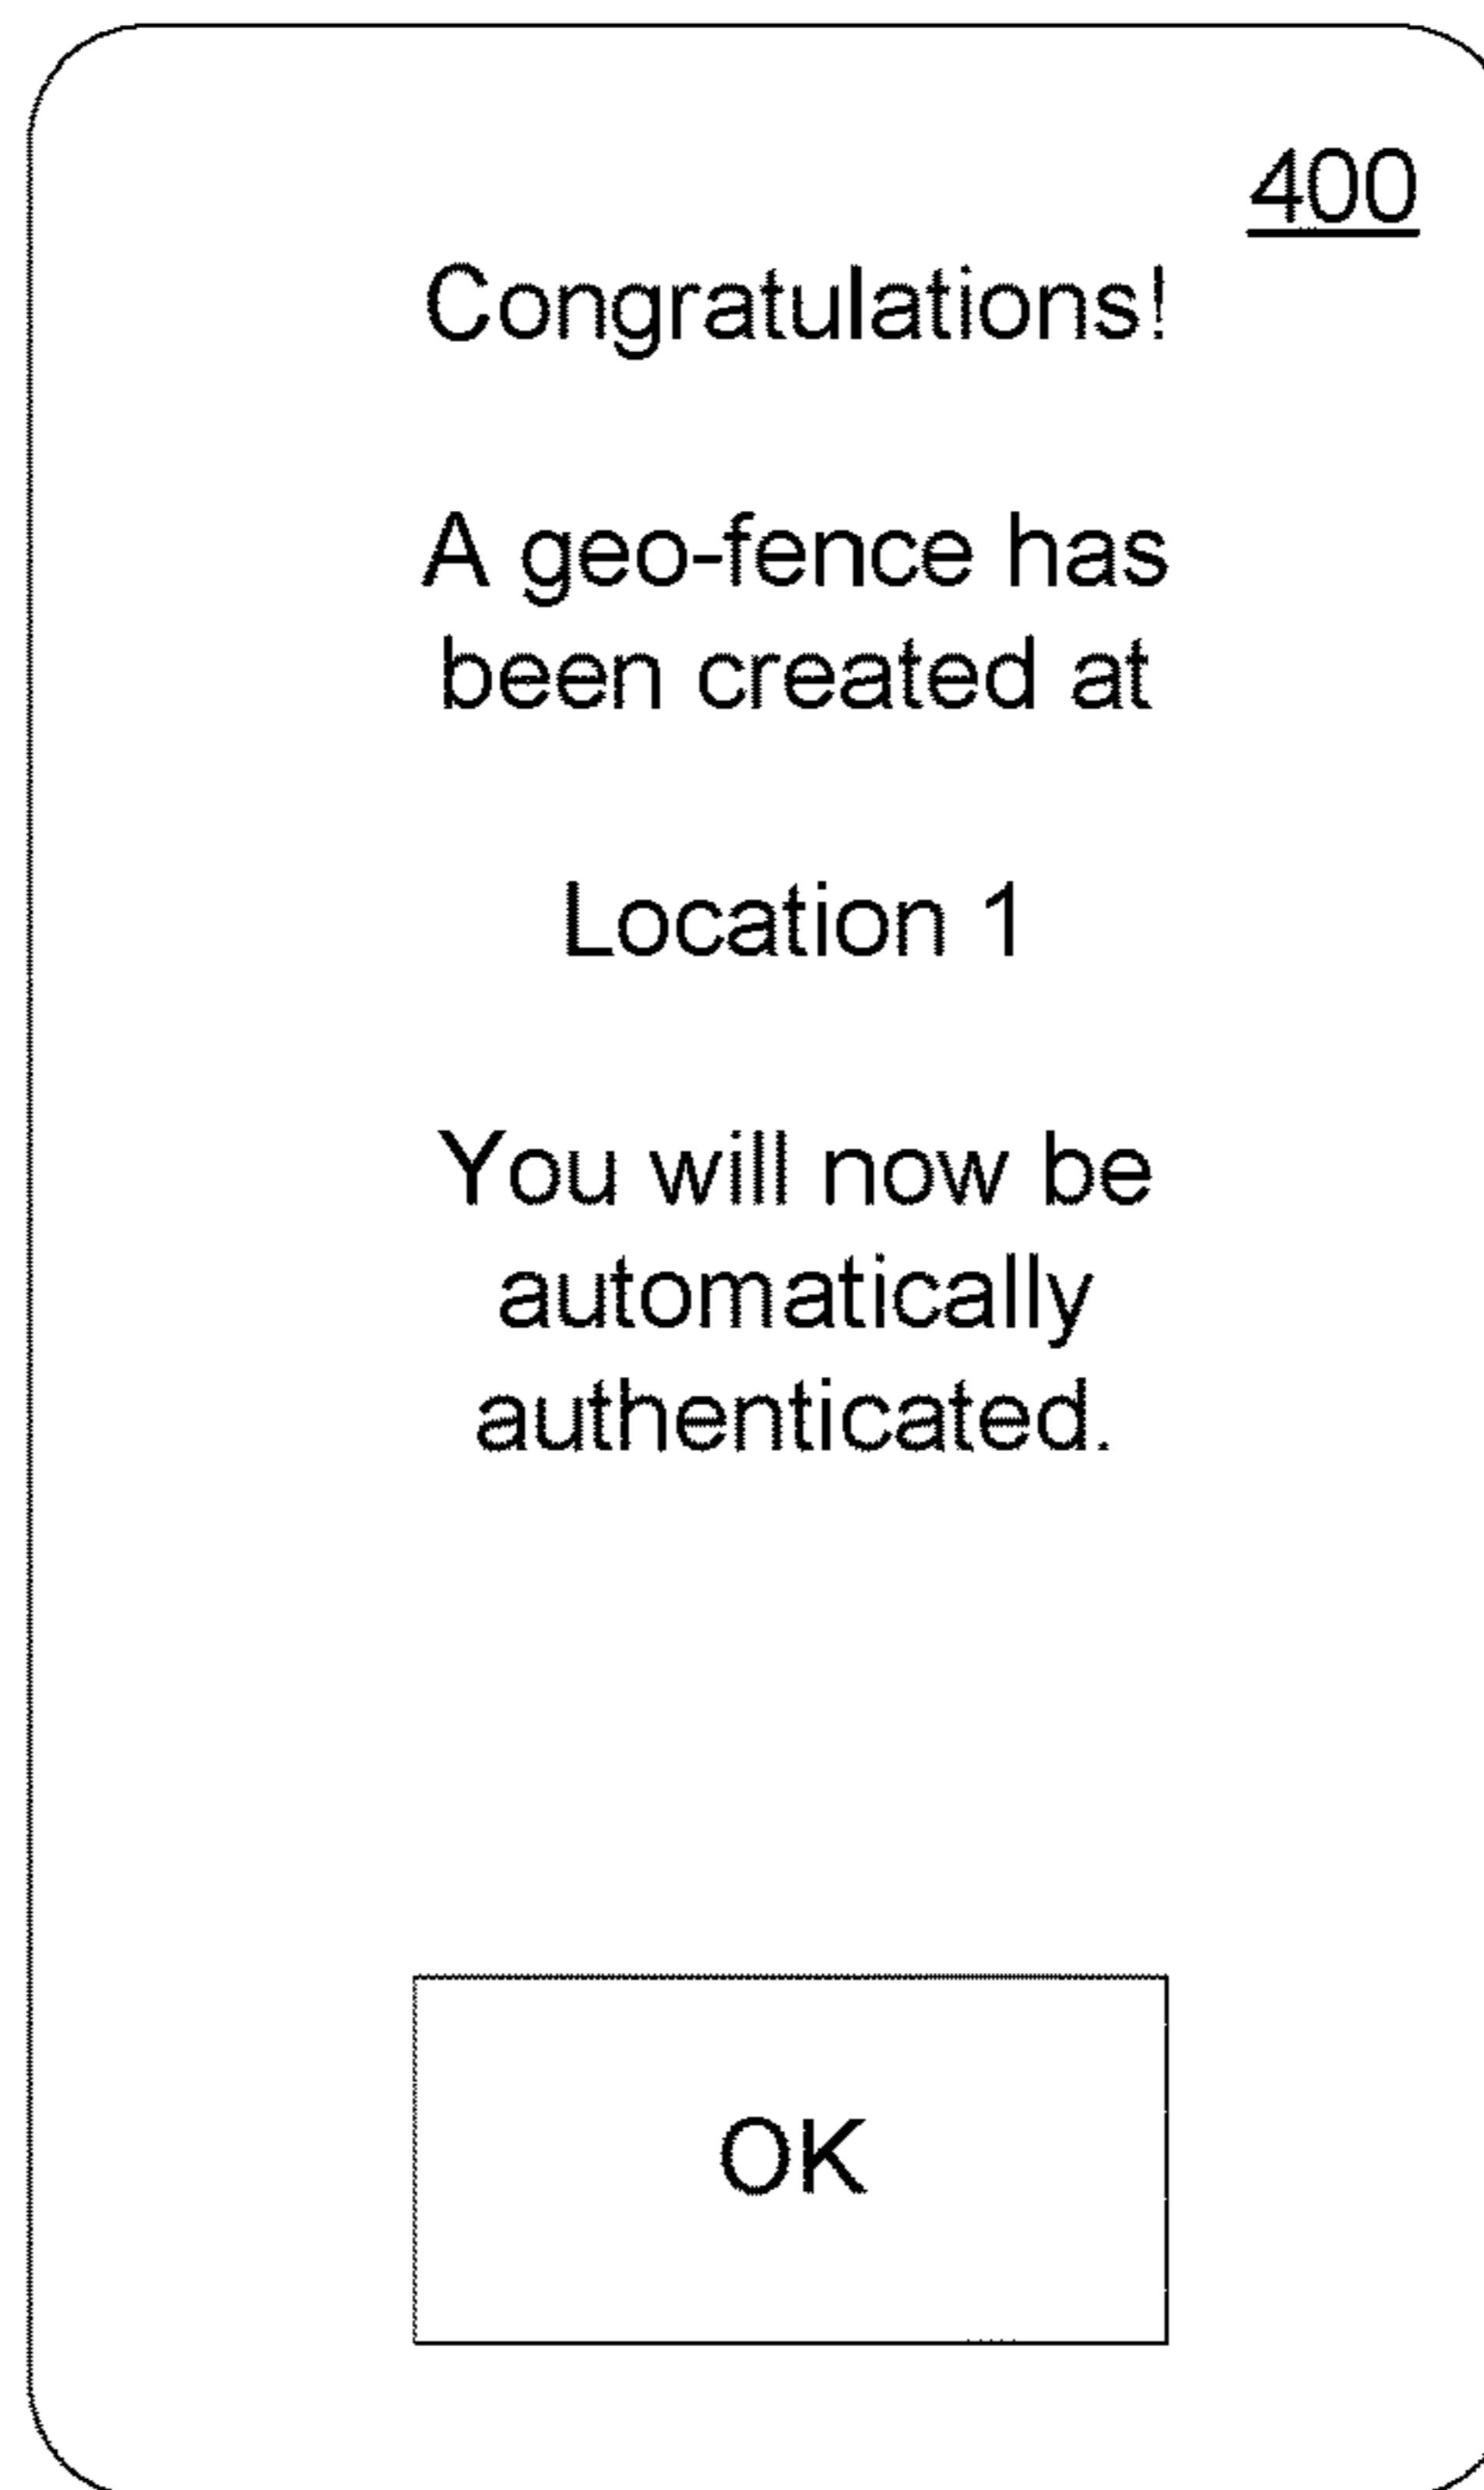 400
Congratulations!
A geo-fence has
been created at
Location 1
You will now be
automatically
authenticated.
OK